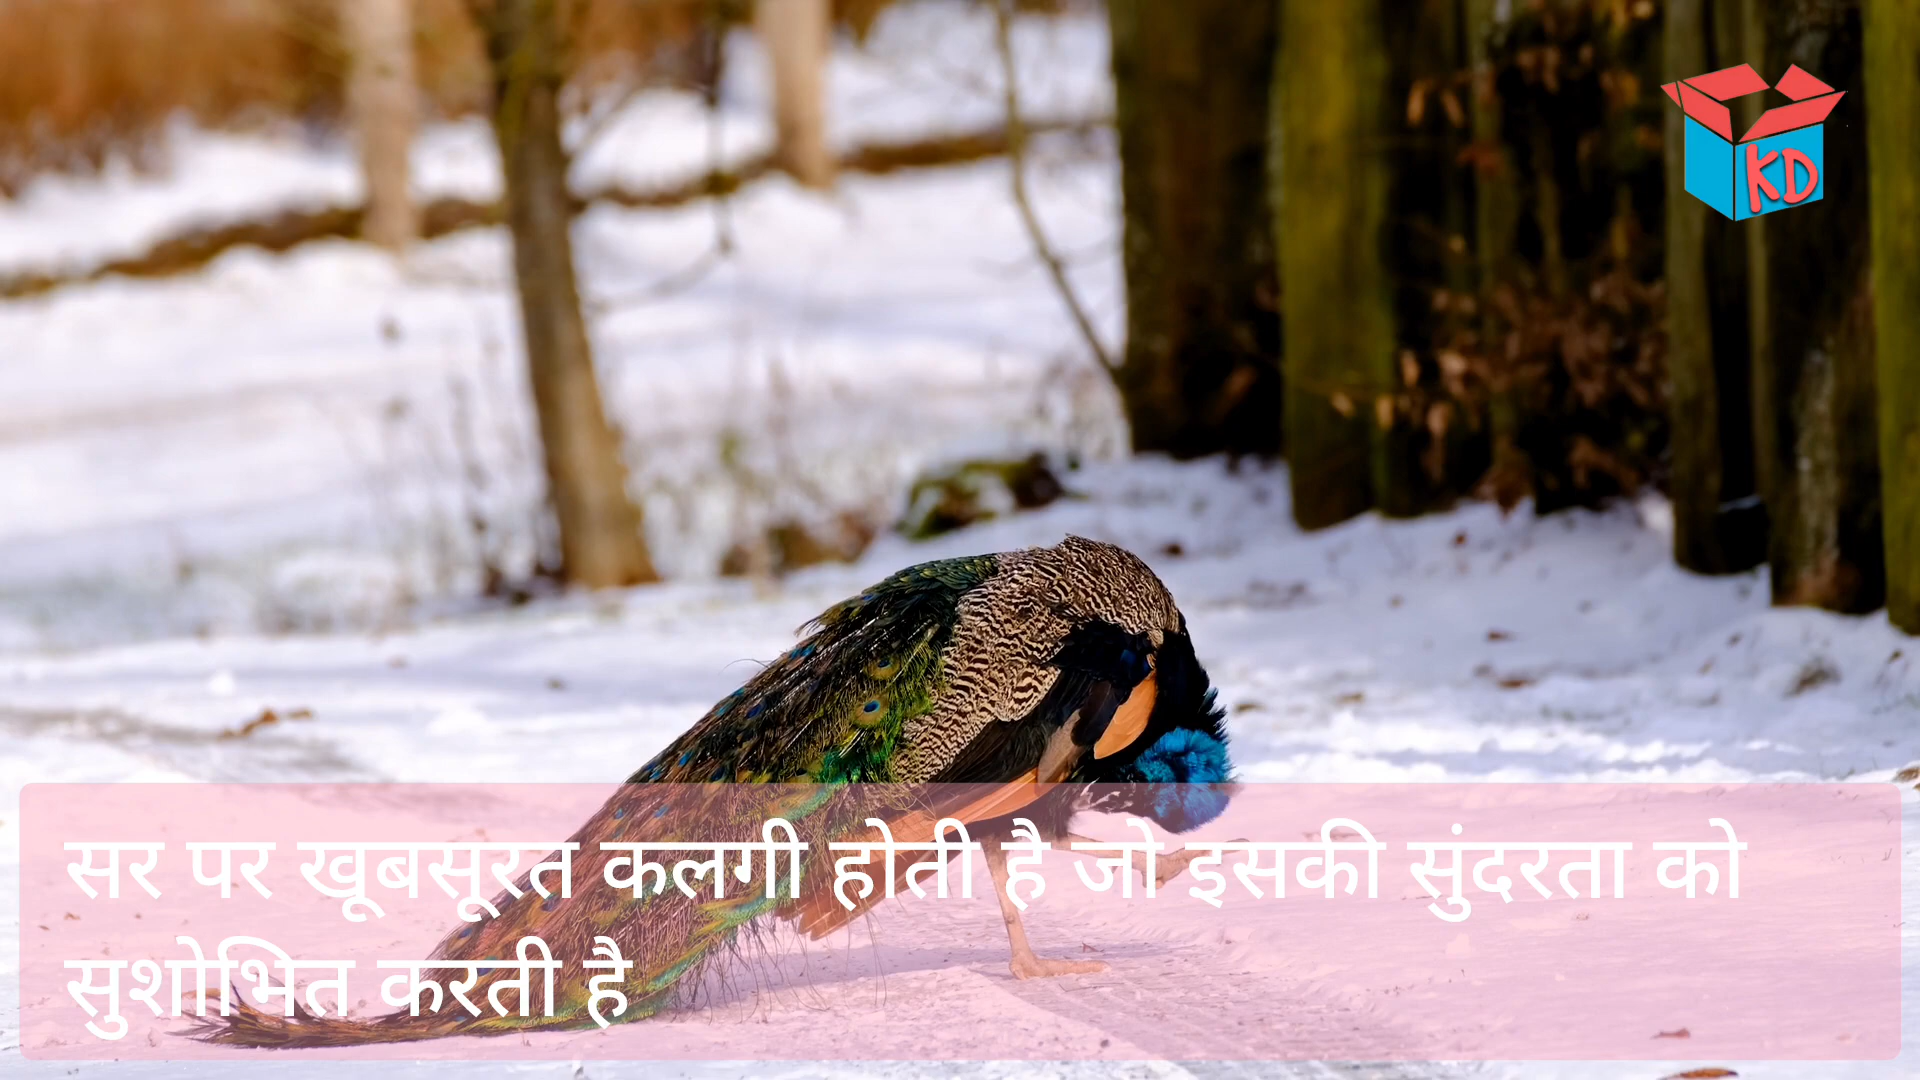 KD
सर पर खूबसूरत कलगी होती है जो इसकी सुंदरता को
सुशोभित करती है